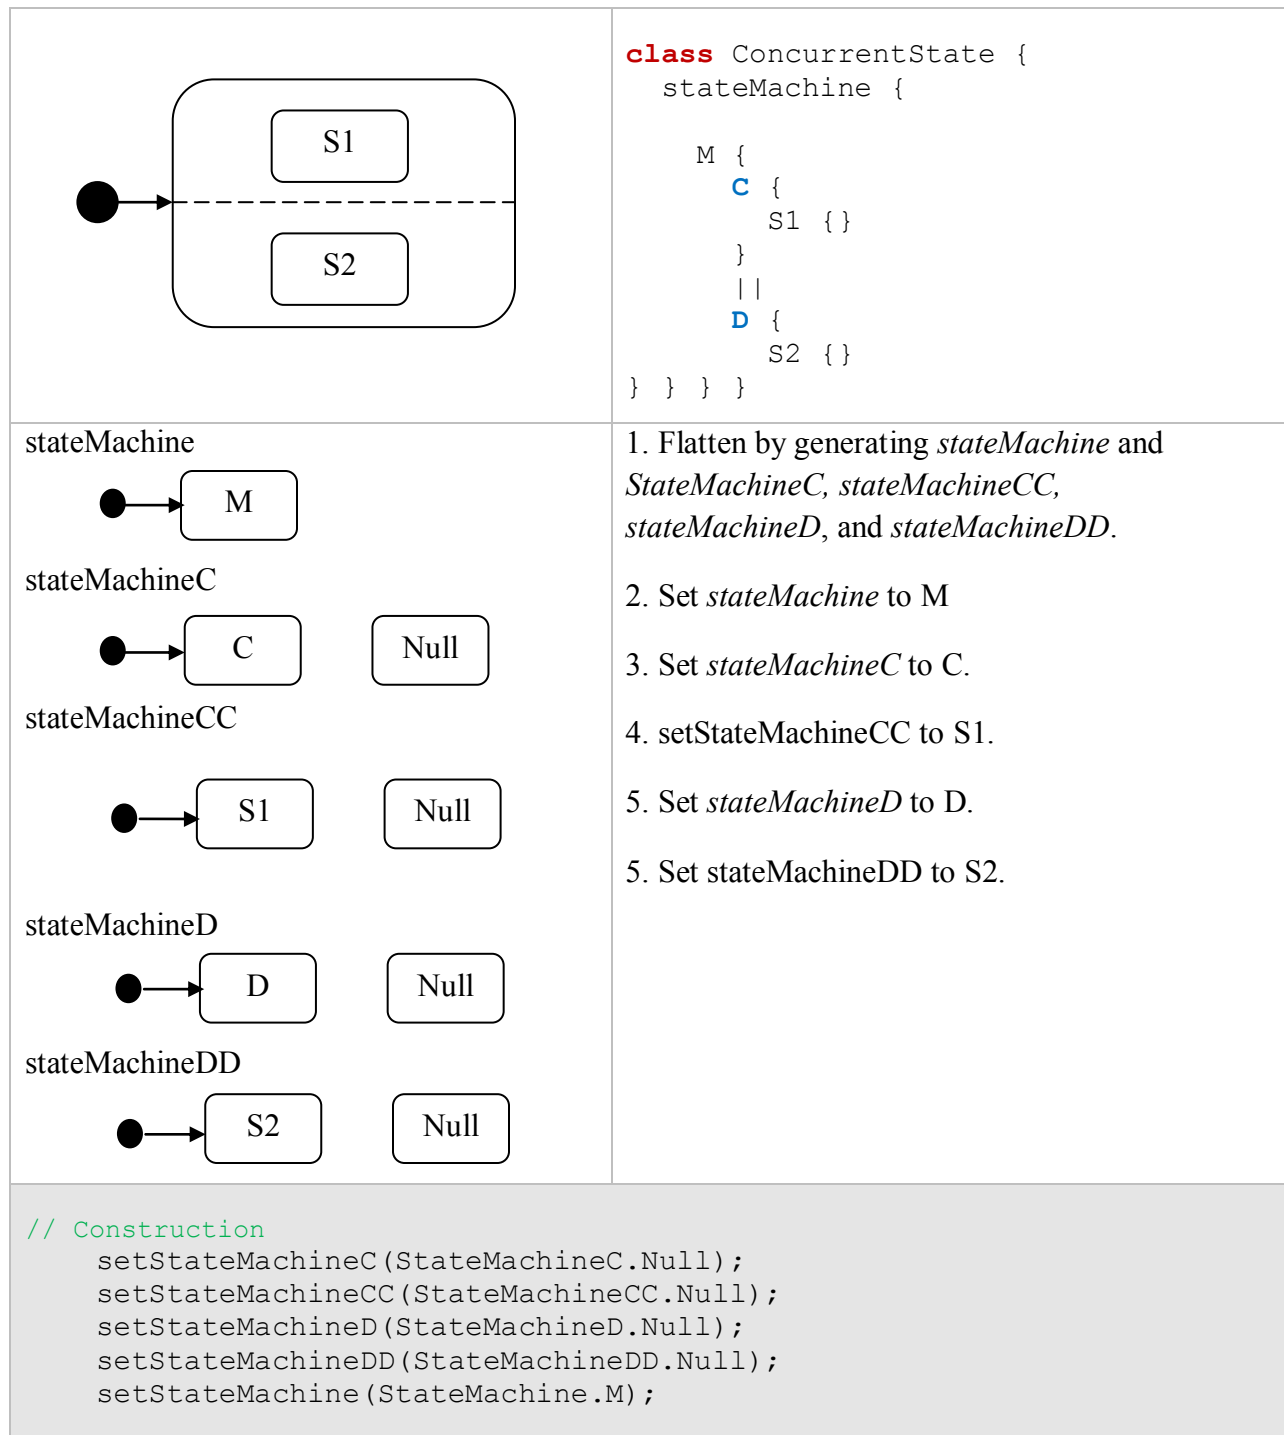 S1
S2
class ConcurrentState {
stateMachine {
M {
C {
S1 {}
}
||
D {
S2 {}
} } } }
stateMachine
M
stateMachineC
C Null
stateMachineCC
S1 Null
stateMachineD
D Null
stateMachineDD
S2 Null
1. Flatten by generating stateMachine and
StateMachineC, stateMachineCC,
stateMachineD, and stateMachineDD.
2. Set stateMachine to M
3. Set stateMachineC to C.
4. setStateMachineCC to S1.
5. Set stateMachineD to D.
5. Set stateMachineDD to S2.
// Construction
setStateMachineC(StateMachineC.Null);
setStateMachineCC(StateMachineCC.Null);
setStateMachineD(StateMachineD.Null);
setStateMachineDD(StateMachineDD.Null);
setStateMachine(StateMachine.M);